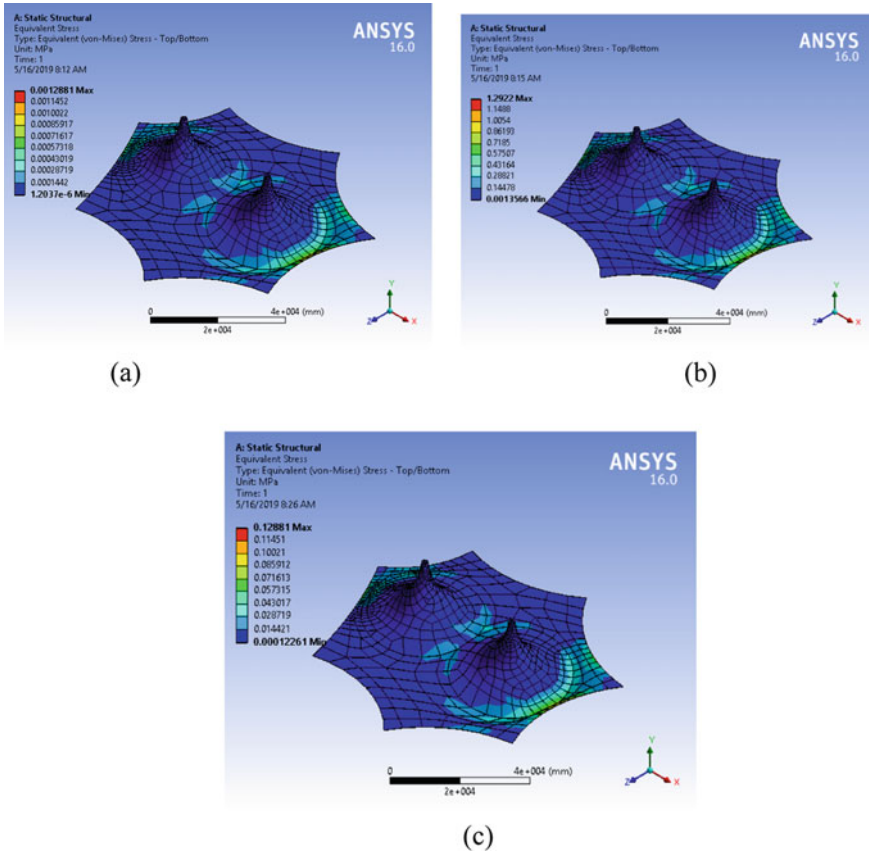 A: Static Structural
Equivalent Stress
Type: Equivalent (von-Mises) Stress - Top/Bottom
Unit: MPa
Time: 1
5/16/2019 8:12 AM
ANSYS
16.0
0.0012881 Max
0.0011452
0.0010022
0.00085917
0.00071617
0.00057318
0.00043019
0.00028719
0.0001442
1.2037e-6 Min
Y
Z
X
0
4e+004 (mm)
2e+004
(a)
A: Static Structural
Equivalent Stress
Type: Equivalent (von-Mises) Stress - Top/Bottom
Unit: MPa
Time: 1
5/16/2019 8:15 AM
ANSYS
16.0
1.2922 Max
1.1488
1.0054
0.86193
0.7185
0.57507
0.43164
0.28821
0.14478
0.0013566 Min
Y
Z
X
0
4e+004 (mm)
2e+004
(b)
A: Static Structural
Equivalent Stress
Type: Equivalent (von-Mises) Stress - Top/Bottom
Unit: MPa
Time: 1
5/16/2019 8:26 AM
ANSYS
16.0
0.12881 Max
0.11451
0.10021
0.085912
0.071613
0.057315
0.043017
0.028719
0.014421
0.00012261 Min
Y
Z
X
0
4e+004 (mm)
2e+004
(c)